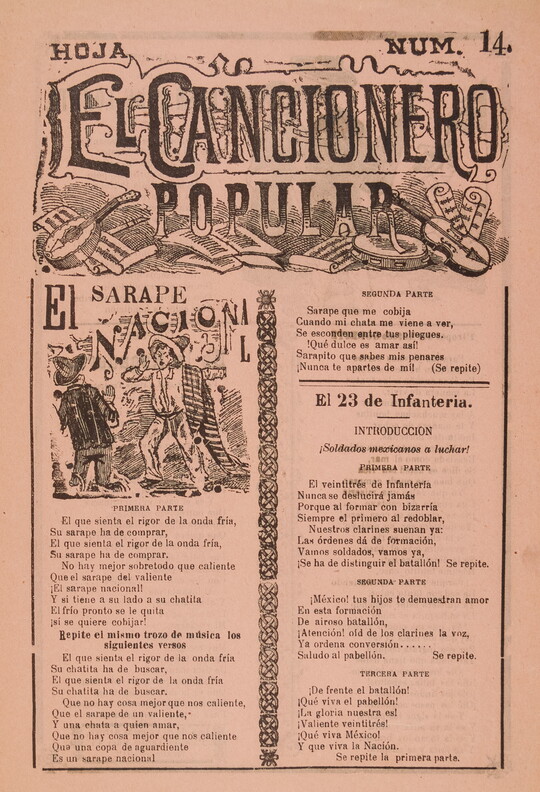 HOJA NUM. 14.
EL CANCIONERO
POPULAR
El SARAPE
NACIONAL
PRIMERA PARTE
El que sienta el rigor de la onda fría,
Su sarape ha de comprar,
El que sienta el rigor de la onda fría,
Su sarape ha de comprar.
No hay mejor sobretodo que caliente
Que el sarape del valiente
¡El sarape nacional!
Y si tiene a su lado a su chatita
El frío pronto se le quita
¡si se quiere cobijar!
Repite el mismo trozo de música los
siguientes versos
El que sienta el rigor de la onda fría
Su chatita ha de buscar,
El que sienta el rigor de la onda fría
Su chatita ha de buscar.
Que no hay cosa mejor que nos caliente,
Que el sarape de un valiente,
Y una chata a quien amar,
Que no hay cosa mejor que nos caliente
Que una copa de aguardiente
Es un sarape nacional
SEGUNDA PARTE
Sarape que me cobija
Cuando mi chata me viene a ver,
Se esconden entre tus pliegues.
!Qué dulce es amar así!
Sarapito que sabes mis penares
¡Nunca te apartes de mi! (Se repite)
El 23 de Infanteria.
INTRODUCCION
¡Soldados mexicanos a luchar!
PRIMERA PARTE
El veintitrés de Infantería
Nunca se deslucirá jamás
Porque al formar con bizarría
Siempre el primero al redoblar,
Nuestros clarines suenan ya:
Las órdenes dá de formación,
Vamos soldados, vamos ya,
¡Se ha de distinguir el batallón! Se repite.
SEGUNDA PARTE
¡México! tus hijos te demuestran amor
En esta formación
De airoso batallón,
¡Atención! oíd de los clarines la voz,
Ya ordena conversión......
Saludo al pabellón. Se repite.
TERCERA PARTE
¡De frente el batallón!
¡Qué viva el pabellón!
¡La gloria nuestra es!
¡Valiente veintitrés!
¡Qué viva México!
Y que viva la Nación.
Se repite la primera parte.